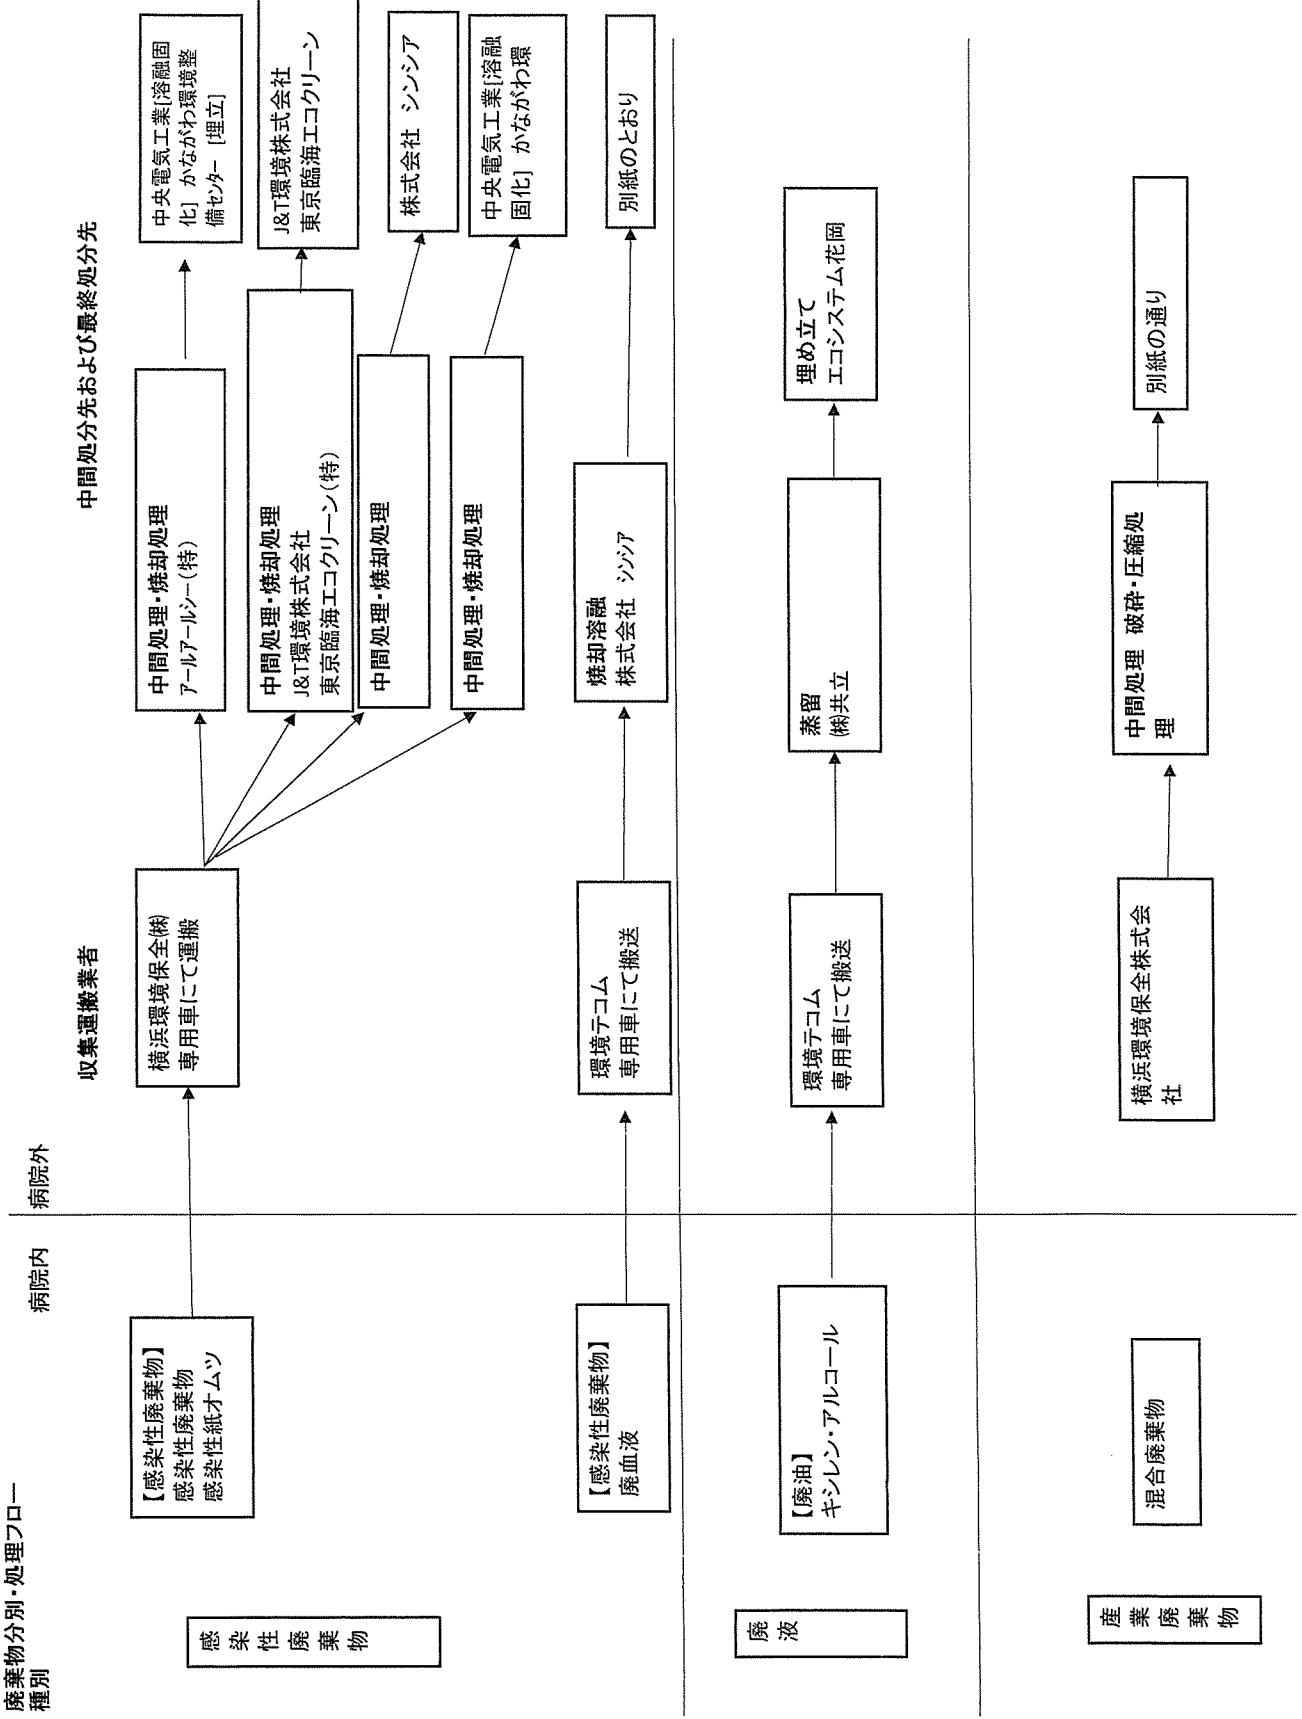 廃棄物分別・処理フロー
種別
病院内
病院外
収集運搬業者
中間処分先および最終処分先
感染性廃棄物
【感染性廃棄物】
感染性廃棄物
感染性紙オムツ
横浜環境保全㈱
専用車にて運搬
中間処理・焼却処理
アールアールシー(特)
中央電気工業[溶融固
化] かながわ環境整
備センター [埋立]
中間処理・焼却処理
J&T環境株式会社
東京臨海エコクリーン(特)
J&T環境株式会社
東京臨海エコクリーン
中間処理・焼却処理
株式会社 シンシア
中間処理・焼却処理
中央電気工業[溶融
固化] かながわ環
【感染性廃棄物】
廃血液
環境テコム
専用車にて搬送
焼却溶融
株式会社 シンシア
別紙のとおり
廃液
【廃油】
キシレン・アルコール
環境テコム
専用車にて搬送
蒸留
㈱共立
埋め立て
エコシステム花岡
産業廃棄物
混合廃棄物
横浜環境保全株式会
社
中間処理 破砕・圧縮処
理
別紙の通り